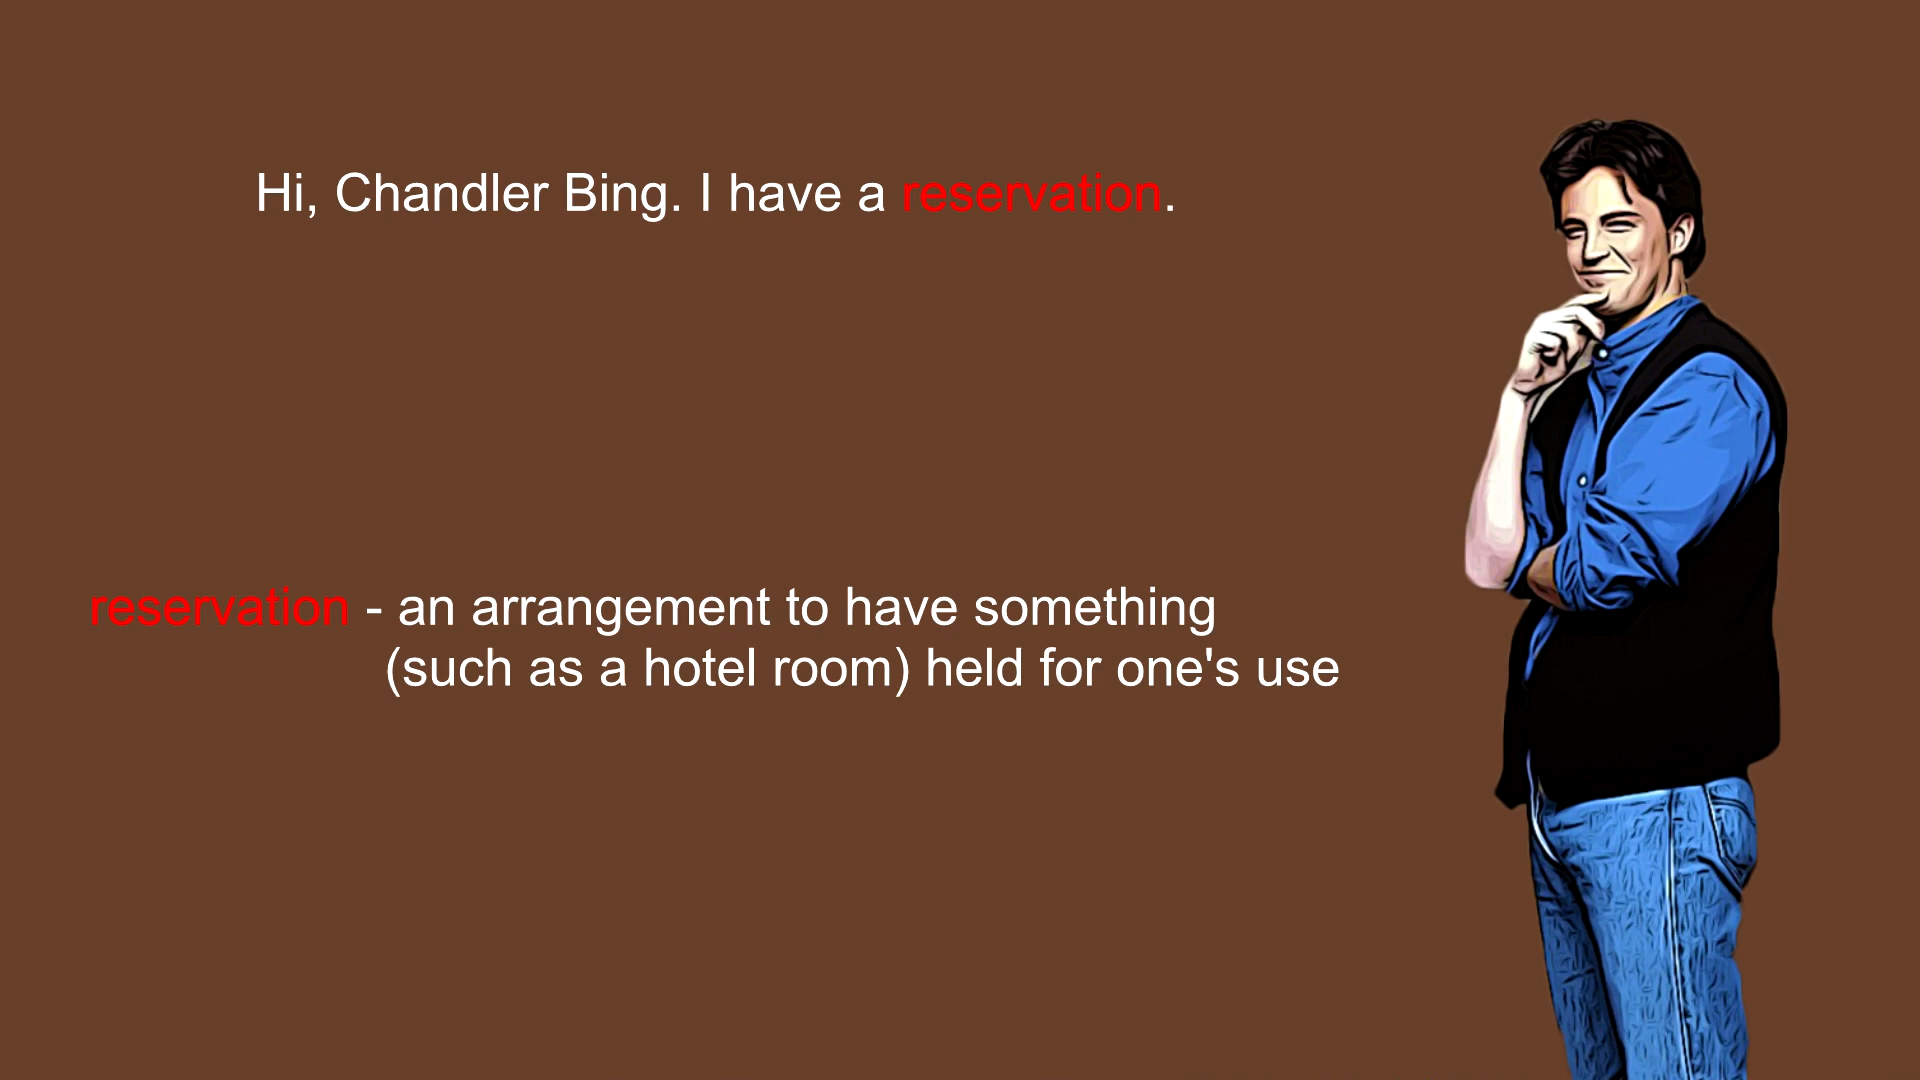 Hi, Chandler Bing. I have a reservation.
reservation - an arrangement to have something
(such as a hotel room) held for one's use